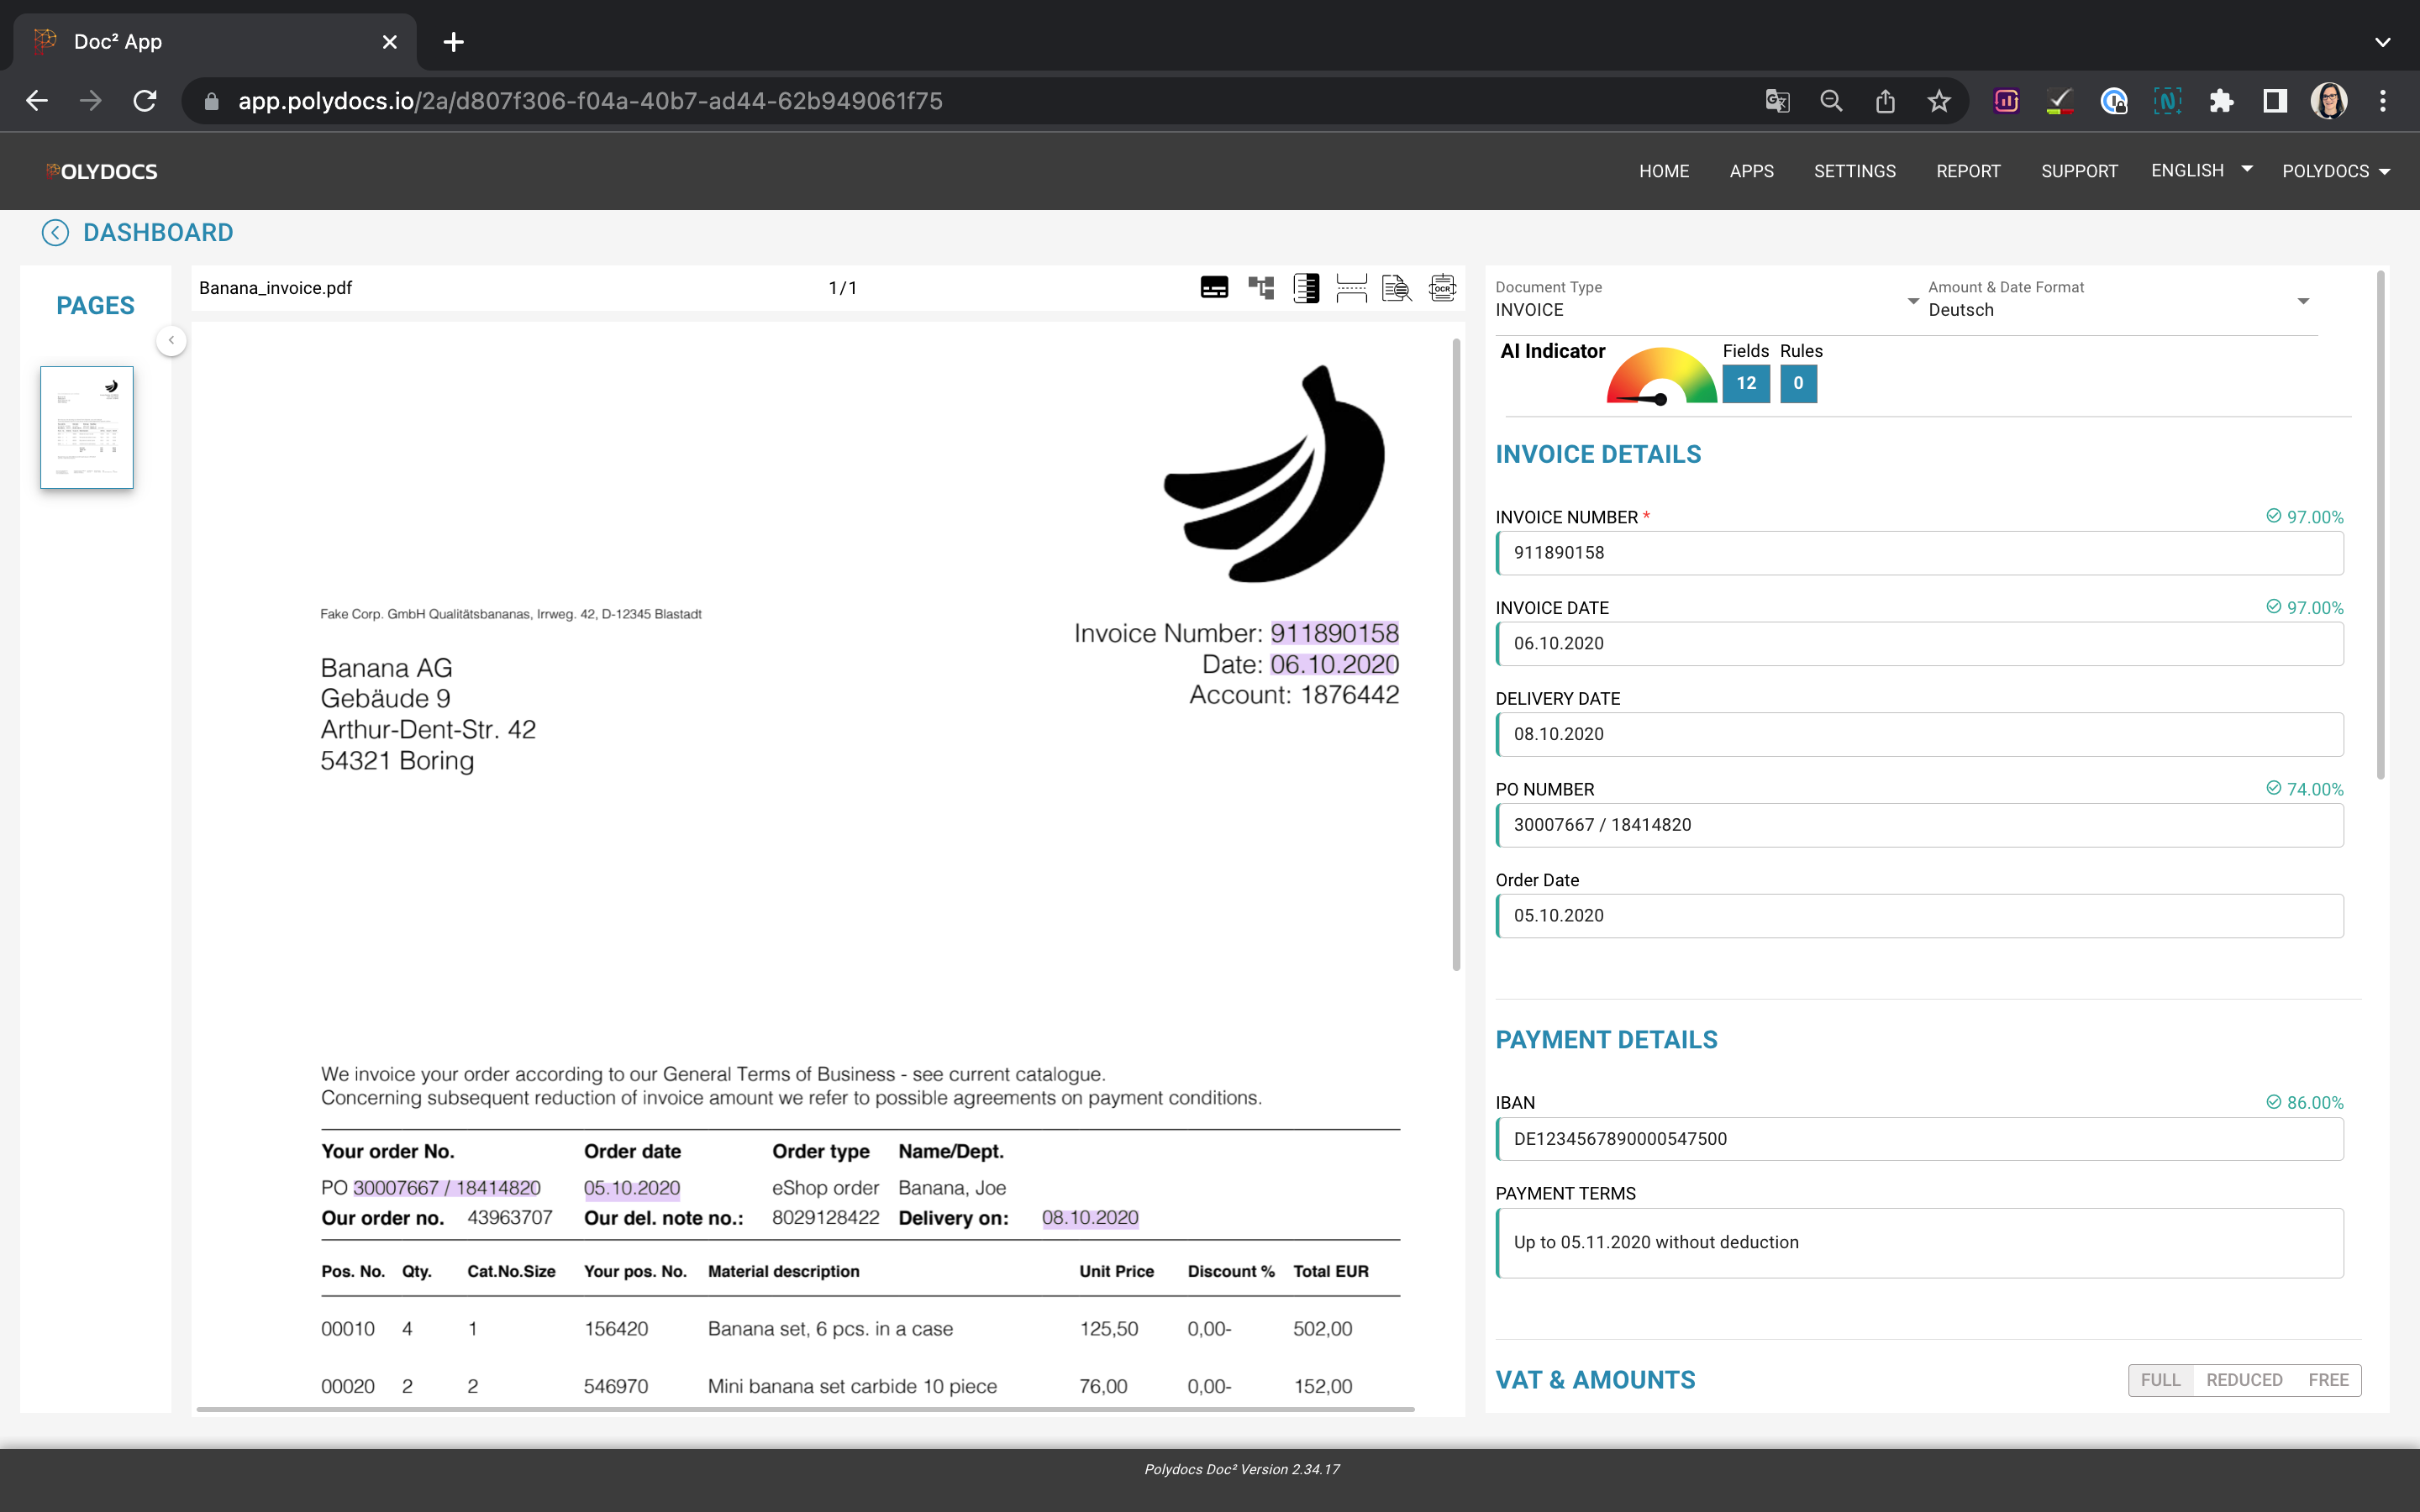 Doc² App
app.polydocs.io/2a/d807f306-f04a-40b7-ad44-62b949061f75
POLYDOCS
HOME APPS SETTINGS REPORT SUPPORT ENGLISH POLYDOCS
DASHBOARD
PAGES
Banana_invoice.pdf 1/1
OCR
Fake Corp. GmbH Qualitätsbananas, Irrweg. 42, D-12345 Blastadt
Invoice Number: 911890158
Date: 06.10.2020
Account: 1876442
Banana AG
Gebäude 9
Arthur-Dent-Str. 42
54321 Boring
We invoice your order according to our General Terms of Business - see current catalogue.
Concerning subsequent reduction of invoice amount we refer to possible agreements on payment conditions.
Your order No. Order date Order type Name/Dept.
PO 30007667 / 18414820 05.10.2020 eShop order Banana, Joe
Our order no. 43963707 Our del. note no.: 8029128422 Delivery on: 08.10.2020
Pos. No. Qty. Cat.No.Size Your pos. No. Material description Unit Price Discount % Total EUR
00010 4 1 156420 Banana set, 6 pcs. in a case 125,50 0,00- 502,00
00020 2 2 546970 Mini banana set carbide 10 piece 76,00 0,00- 152,00
Document Type
INVOICE
Amount & Date Format
Deutsch
AI Indicator
Fields Rules
12 0
INVOICE DETAILS
INVOICE NUMBER * 97.00%
911890158
INVOICE DATE 97.00%
06.10.2020
DELIVERY DATE
08.10.2020
PO NUMBER 74.00%
30007667 / 18414820
Order Date
05.10.2020
PAYMENT DETAILS
IBAN 86.00%
DE1234567890000547500
PAYMENT TERMS
Up to 05.11.2020 without deduction
VAT & AMOUNTS FULL REDUCED FREE
Polydocs Doc² Version 2.34.17